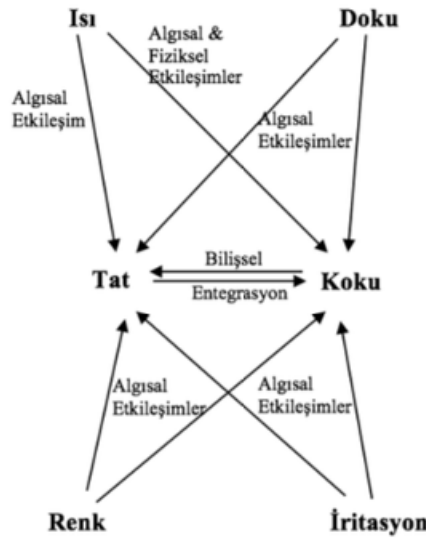 Isı
Algısal &
Fiziksel
Etkileşimler
Doku
Algısal
Etkileşim
Algısal
Etkileşimler
Tat
Bilişsel
Entegrasyon
Koku
Algısal
Etkileşimler
Algısal
Etkileşimler
Renk
İritasyon